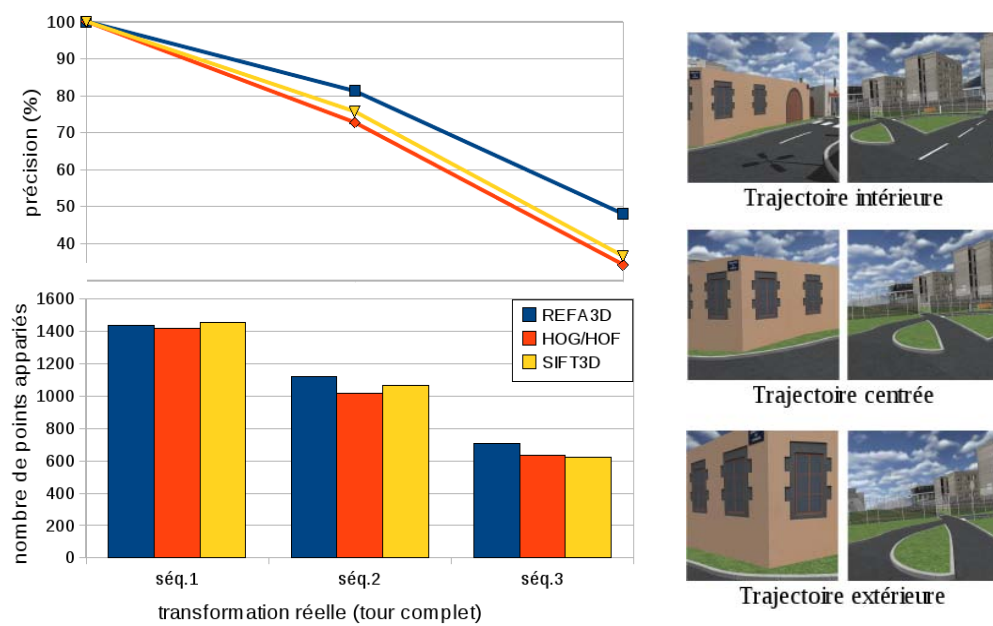 précision (%)
100
90
80
70
60
50
40
nombre de points appariés
1600
1400
1200
1000
800
600
400
200
0
REFA3D
HOG/HOF
SIFT3D
séq.1
séq.2
séq.3
transformation réelle (tour complet)
Trajectoire intérieure
Trajectoire centrée
Trajectoire extérieure